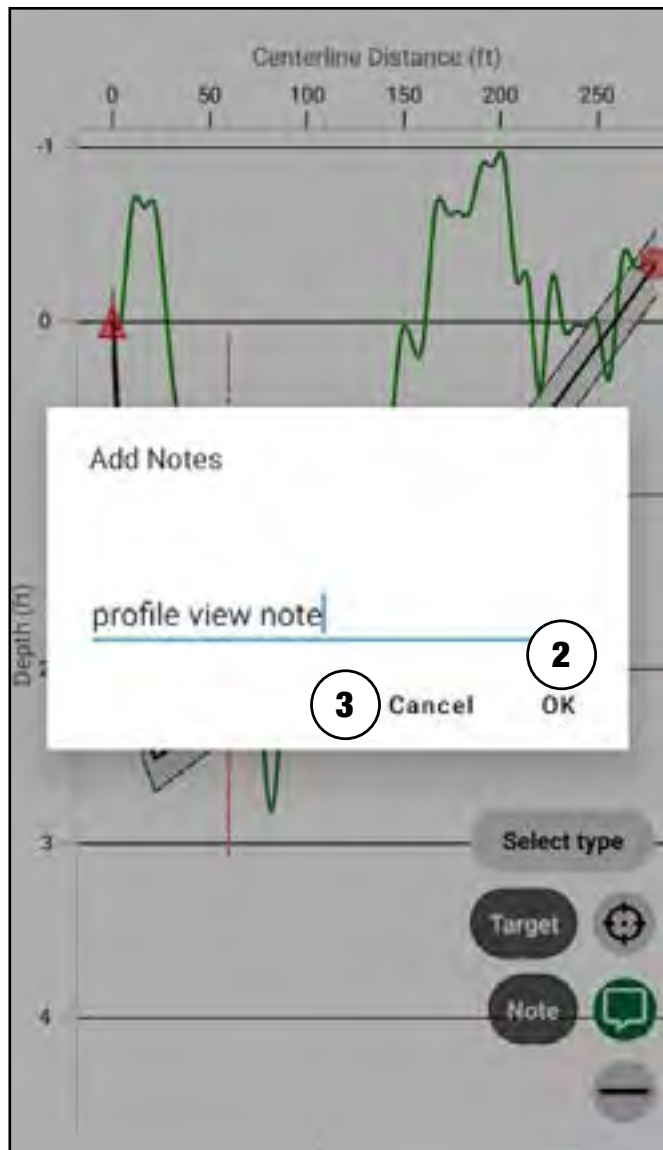 Centerline Distance (ft)
0 50 100 150 200 250
-1
0
Add Notes
profile view note
Depth (ft)
2
3 Cancel OK
3
Select type
Target
Note
4